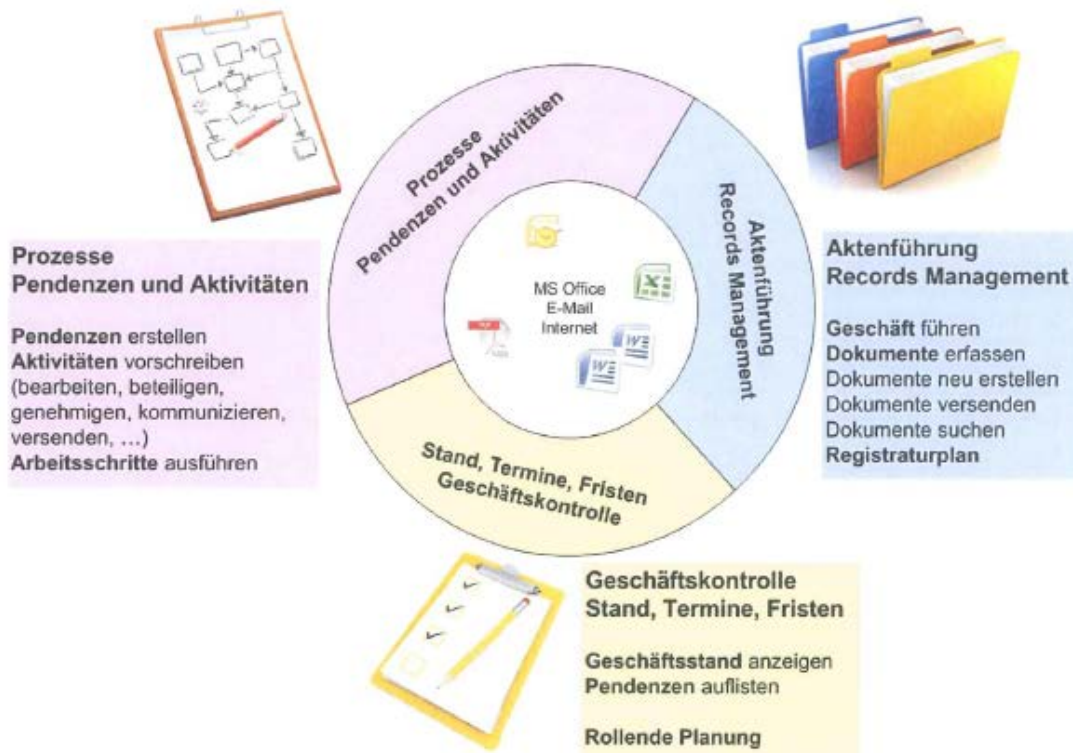 Prozesse
Pendenzen und Aktivitäten
Aktenführung
Records Management
MS Office
E-Mail
Internet
Stand, Termine, Fristen
Geschäftskontrolle
Prozesse
Pendenzen und Aktivitäten
Pendenzen erstellen
Aktivitäten vorschreiben
(bearbeiten, beteiligen,
genehmigen, kommunizieren,
versenden, ...)
Arbeitsschritte ausführen
Aktenführung
Records Management
Geschäft führen
Dokumente erfassen
Dokumente neu erstellen
Dokumente versenden
Dokumente suchen
Registraturplan
Geschäftskontrolle
Stand, Termine, Fristen
Geschäftsstand anzeigen
Pendenzen auflisten
Rollende Planung